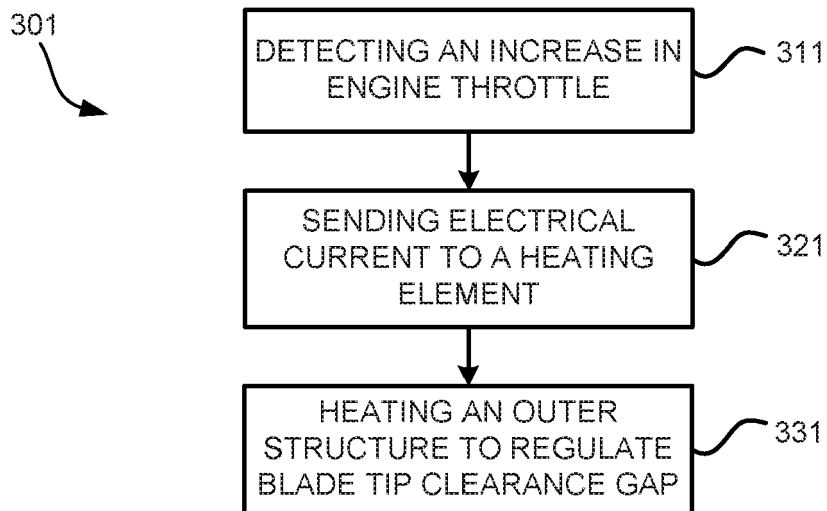 301
DETECTING AN INCREASE IN
ENGINE THROTTLE
311
SENDING ELECTRICAL
CURRENT TO A HEATING
ELEMENT
321
HEATING AN OUTER
STRUCTURE TO REGULATE
BLADE TIP CLEARANCE GAP
331